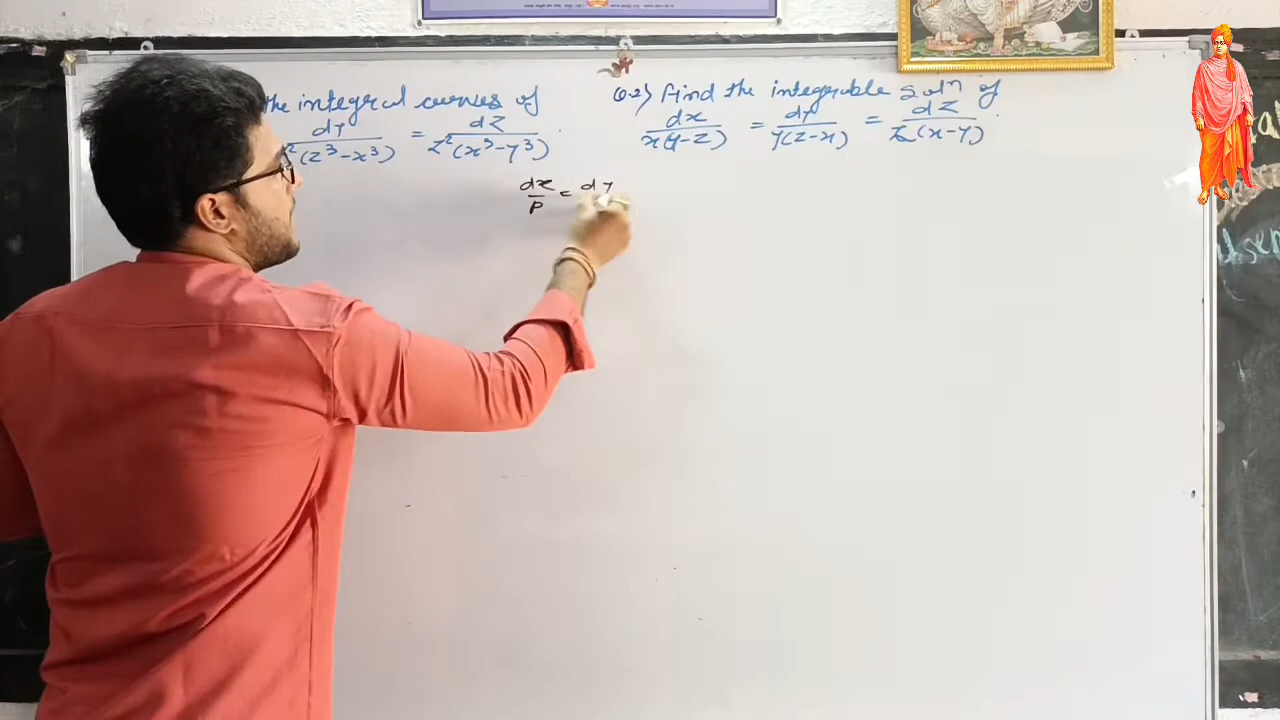 the integral curves of
dy/y²(z³-x³) = dz/z²(x³-y³)
Q.2) Find the integrable soln of
dx/x(y-z) = dy/y(z-x) = dz/z(x-y)
dx/p = dy